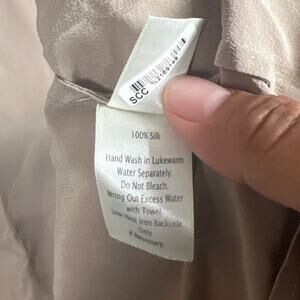 SCC
100% Silk
Hand Wash in Lukewarm
Water Separately.
Do Not Bleach.
Wring Out Excess Water
with Towel.
Low Heat Iron Backside
Only
if Necessary.